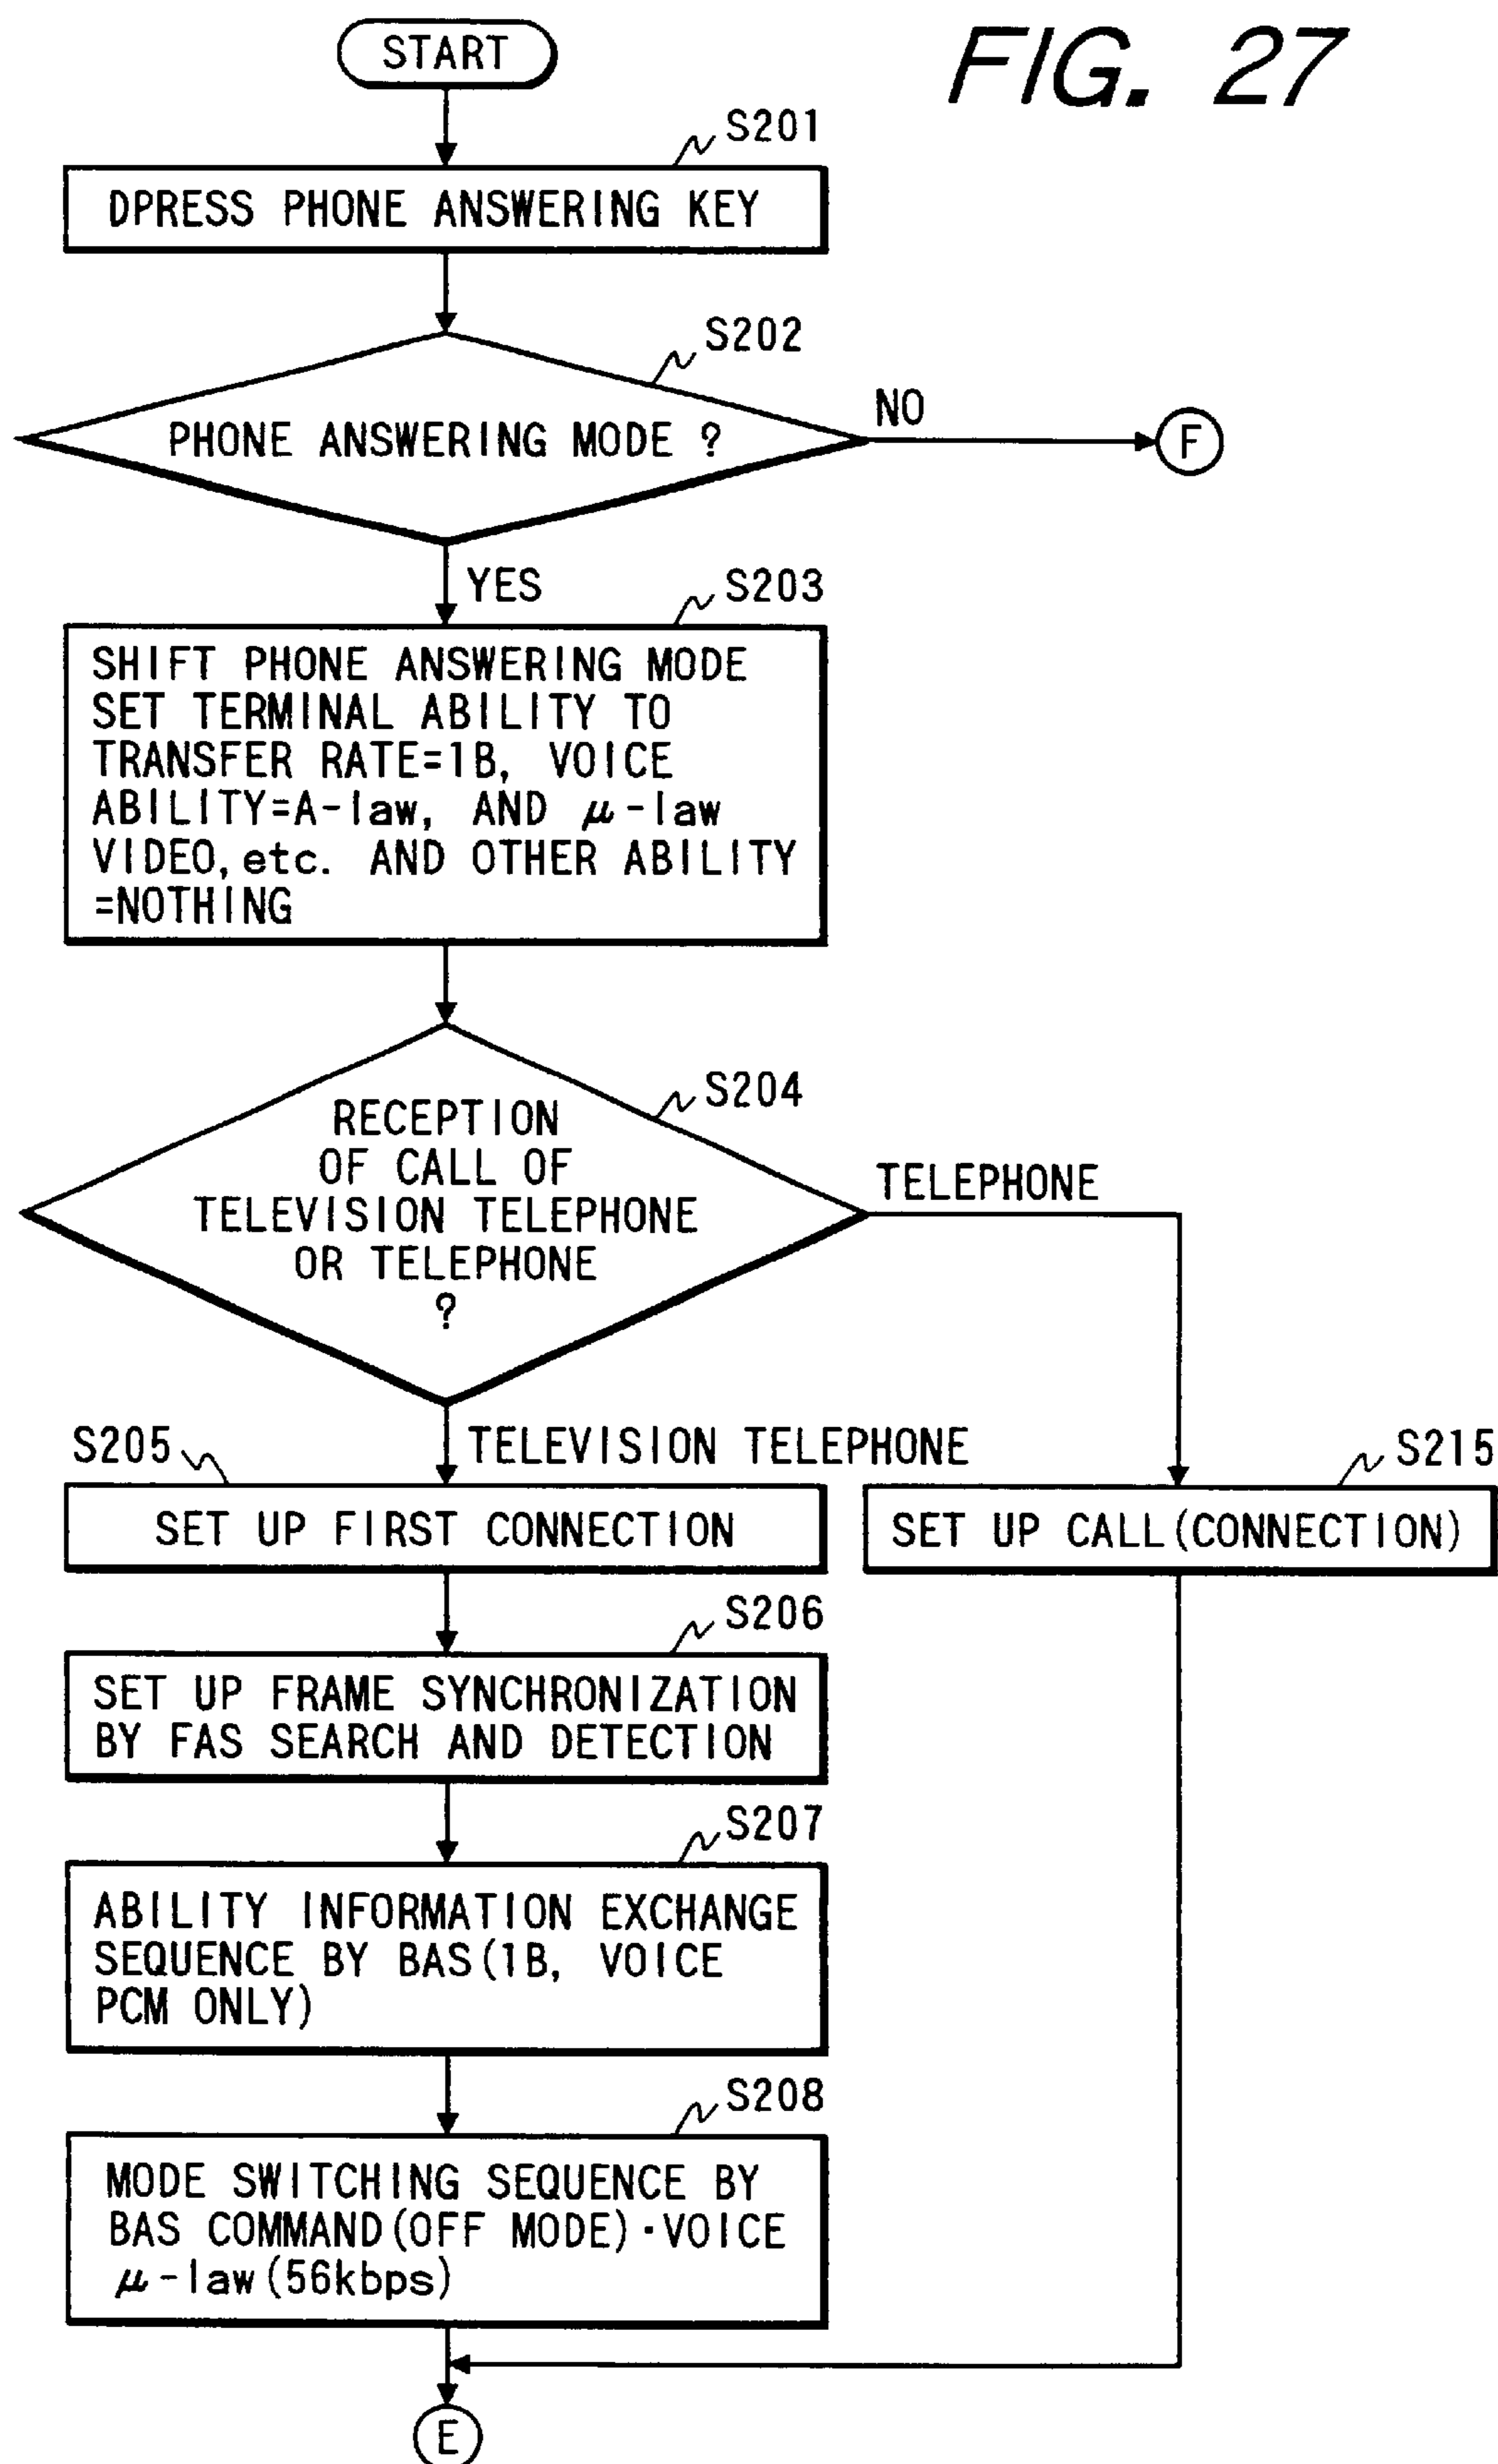 START
FIG. 27
S201
DPRESS PHONE ANSWERING KEY
S202
PHONE ANSWERING MODE ?
NO
F
YES
S203
SHIFT PHONE ANSWERING MODE
SET TERMINAL ABILITY TO
TRANSFER RATE=1B, VOICE
ABILITY=A-law, AND μ-law
VIDEO, etc. AND OTHER ABILITY
=NOTHING
S204
RECEPTION
OF CALL OF
TELEVISION TELEPHONE
OR TELEPHONE
?
TELEPHONE
TELEVISION TELEPHONE
S205
SET UP FIRST CONNECTION
S215
SET UP CALL(CONNECTION)
S206
SET UP FRAME SYNCHRONIZATION
BY FAS SEARCH AND DETECTION
S207
ABILITY INFORMATION EXCHANGE
SEQUENCE BY BAS(1B, VOICE
PCM ONLY)
S208
MODE SWITCHING SEQUENCE BY
BAS COMMAND(OFF MODE)·VOICE
μ-law(56kbps)
E